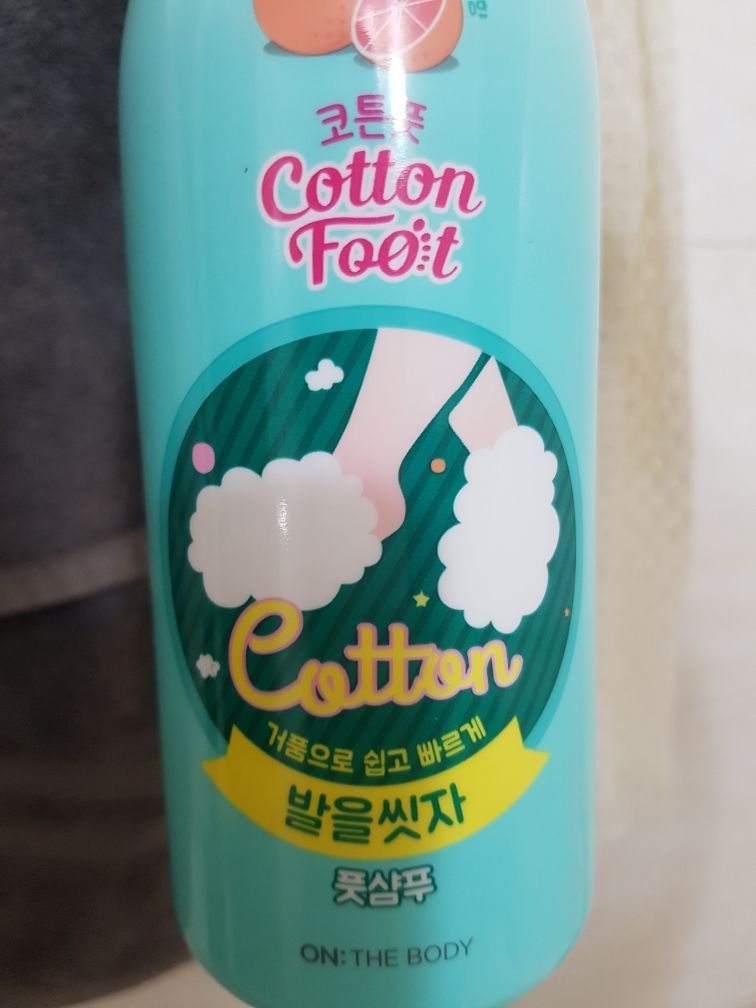 코튼풋
Cotton
Foot
Cotton
거품으로 쉽고 빠르게
발을씻자
풋샴푸
ON: THE BODY